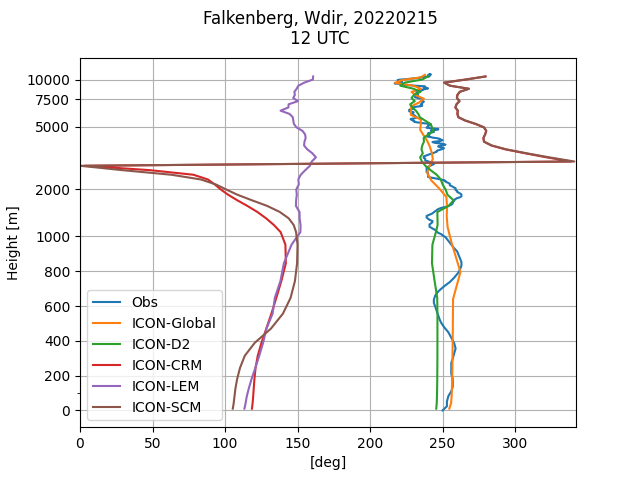 Falkenberg, Wdir, 20220215
12 UTC
10000
7500
5000
2000
1000
800
600
400
200
0
Height [m]
Obs
ICON-Global
ICON-D2
ICON-CRM
ICON-LEM
ICON-SCM
0 50 100 150 200 250 300
[deg]